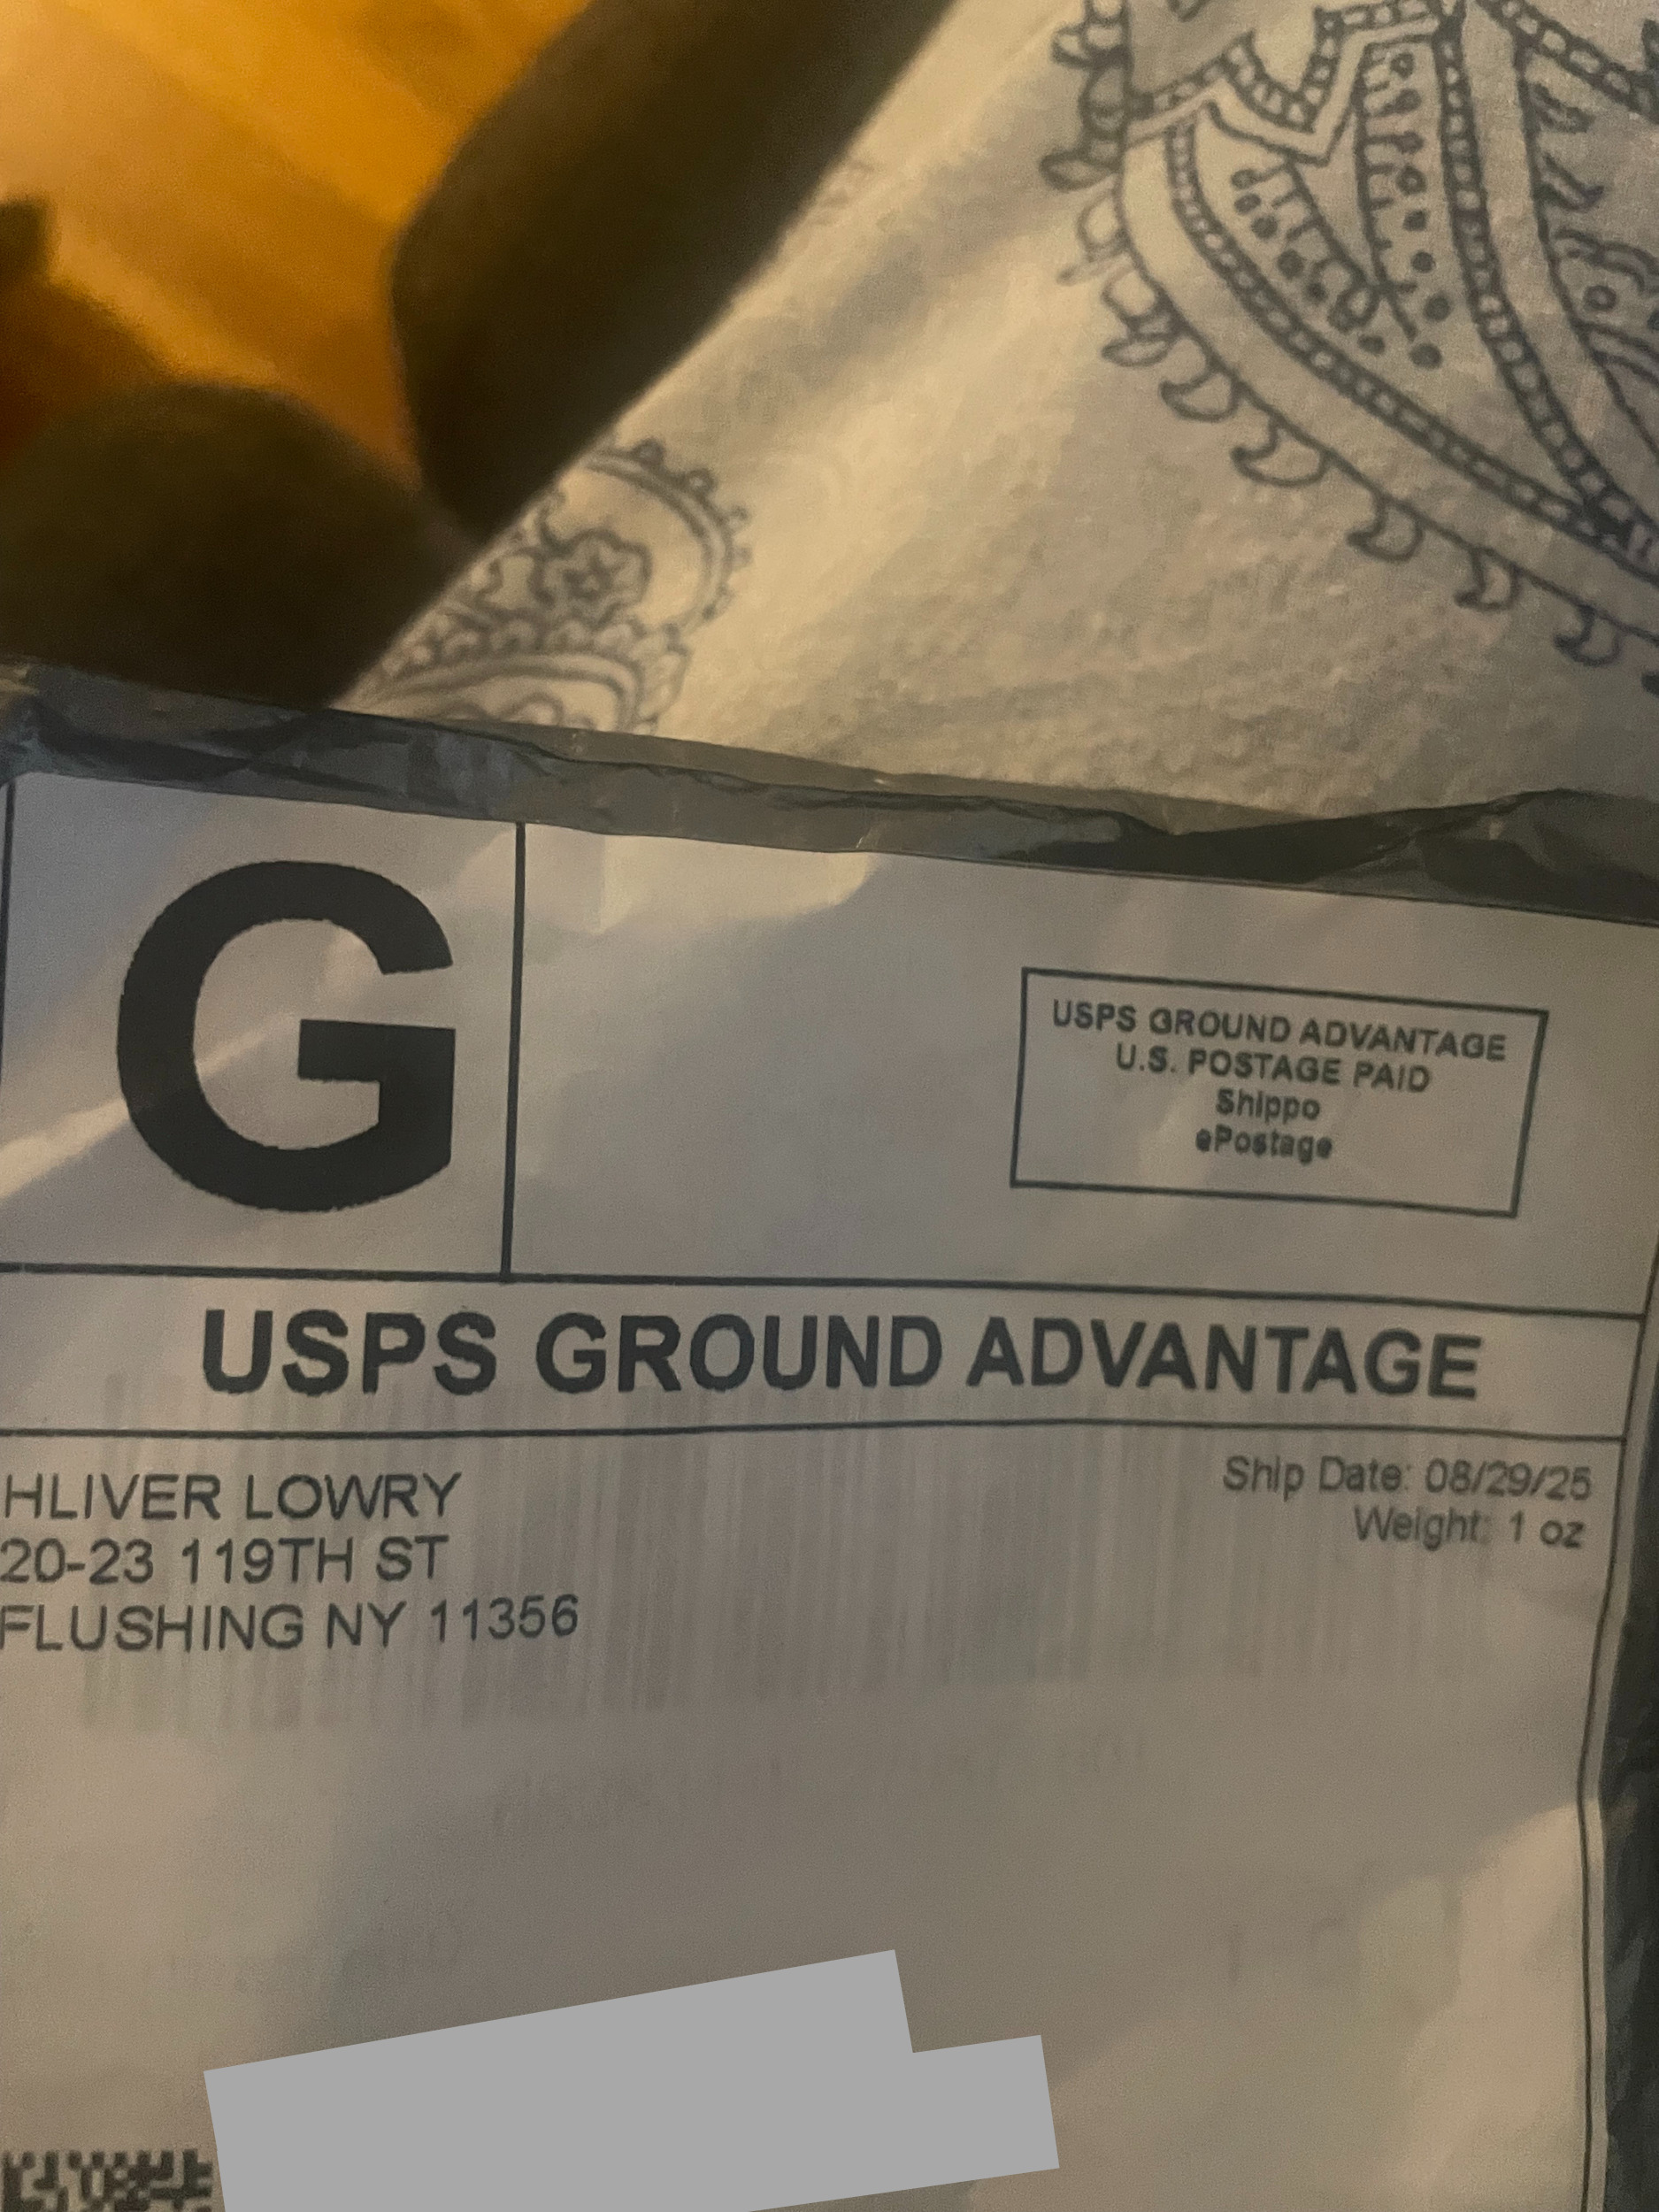 G
USPS GROUND ADVANTAGE
U.S. POSTAGE PAID
Shippo
ePostage
USPS GROUND ADVANTAGE
HLIVER LOWRY
20-23 119TH ST
FLUSHING NY 11356
Ship Date: 08/29/25
Weight: 1 oz